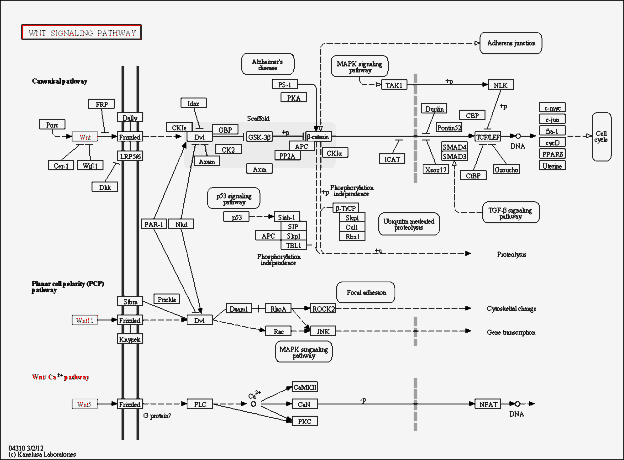 WNT SIGNALING PATHWAY
Alzheimer's
disease
Adherens junction
MAPK signaling
pathway
Canonical pathway
PS-1
PKA
TAK1
+p
NLK
FRP
Idax
Scaffold
Duplin
CBP
c-myc
c-jun
fra-1
cycD
PPARδ
Uterine
Cell
cycle
Porc
Wnt
Dally
Frizzled
CKIε
Dvl
GBP
GSK-3β
+p
β-catenin
Pontin52
TCF/LEF
DNA
Cer-1
Wif-1
LRP5/6
Axam
CK2
PP2A
APC
CKIα
ICAT
SMAD4
SMAD3
Dkk
Axin
Xsox17
CtBP
Groucho
p53 signaling
pathway
Phosphorylation
independence
+p
TGF-β signaling
pathway
PAR-1
Nkd
p53
Siah-1
SIP
APC
Skp1
TBL1
β-TrCP
Skp1
Cul1
Rbx1
Ubiquitin mediated
proteolysis
Phosphorylation
independence
+u
Proteolysis
Planar cell polarity (PCP)
pathway
Focal adhesion
Stbm
Prickle
Daam1
RhoA
ROCK2
Cytoskeletal change
Wnt11
Frizzled
Dvl
Rac
JNK
Gene transcription
Knypek
MAPK signaling
pathway
Wnt/ Ca2+ pathway
CaMKII
Ca2+
Wnt5
Frizzled
PLC
CaN
-p
NFAT
G protein?
PKC
DNA
04310 3/2/12
(c) Kanehisa Laboratories